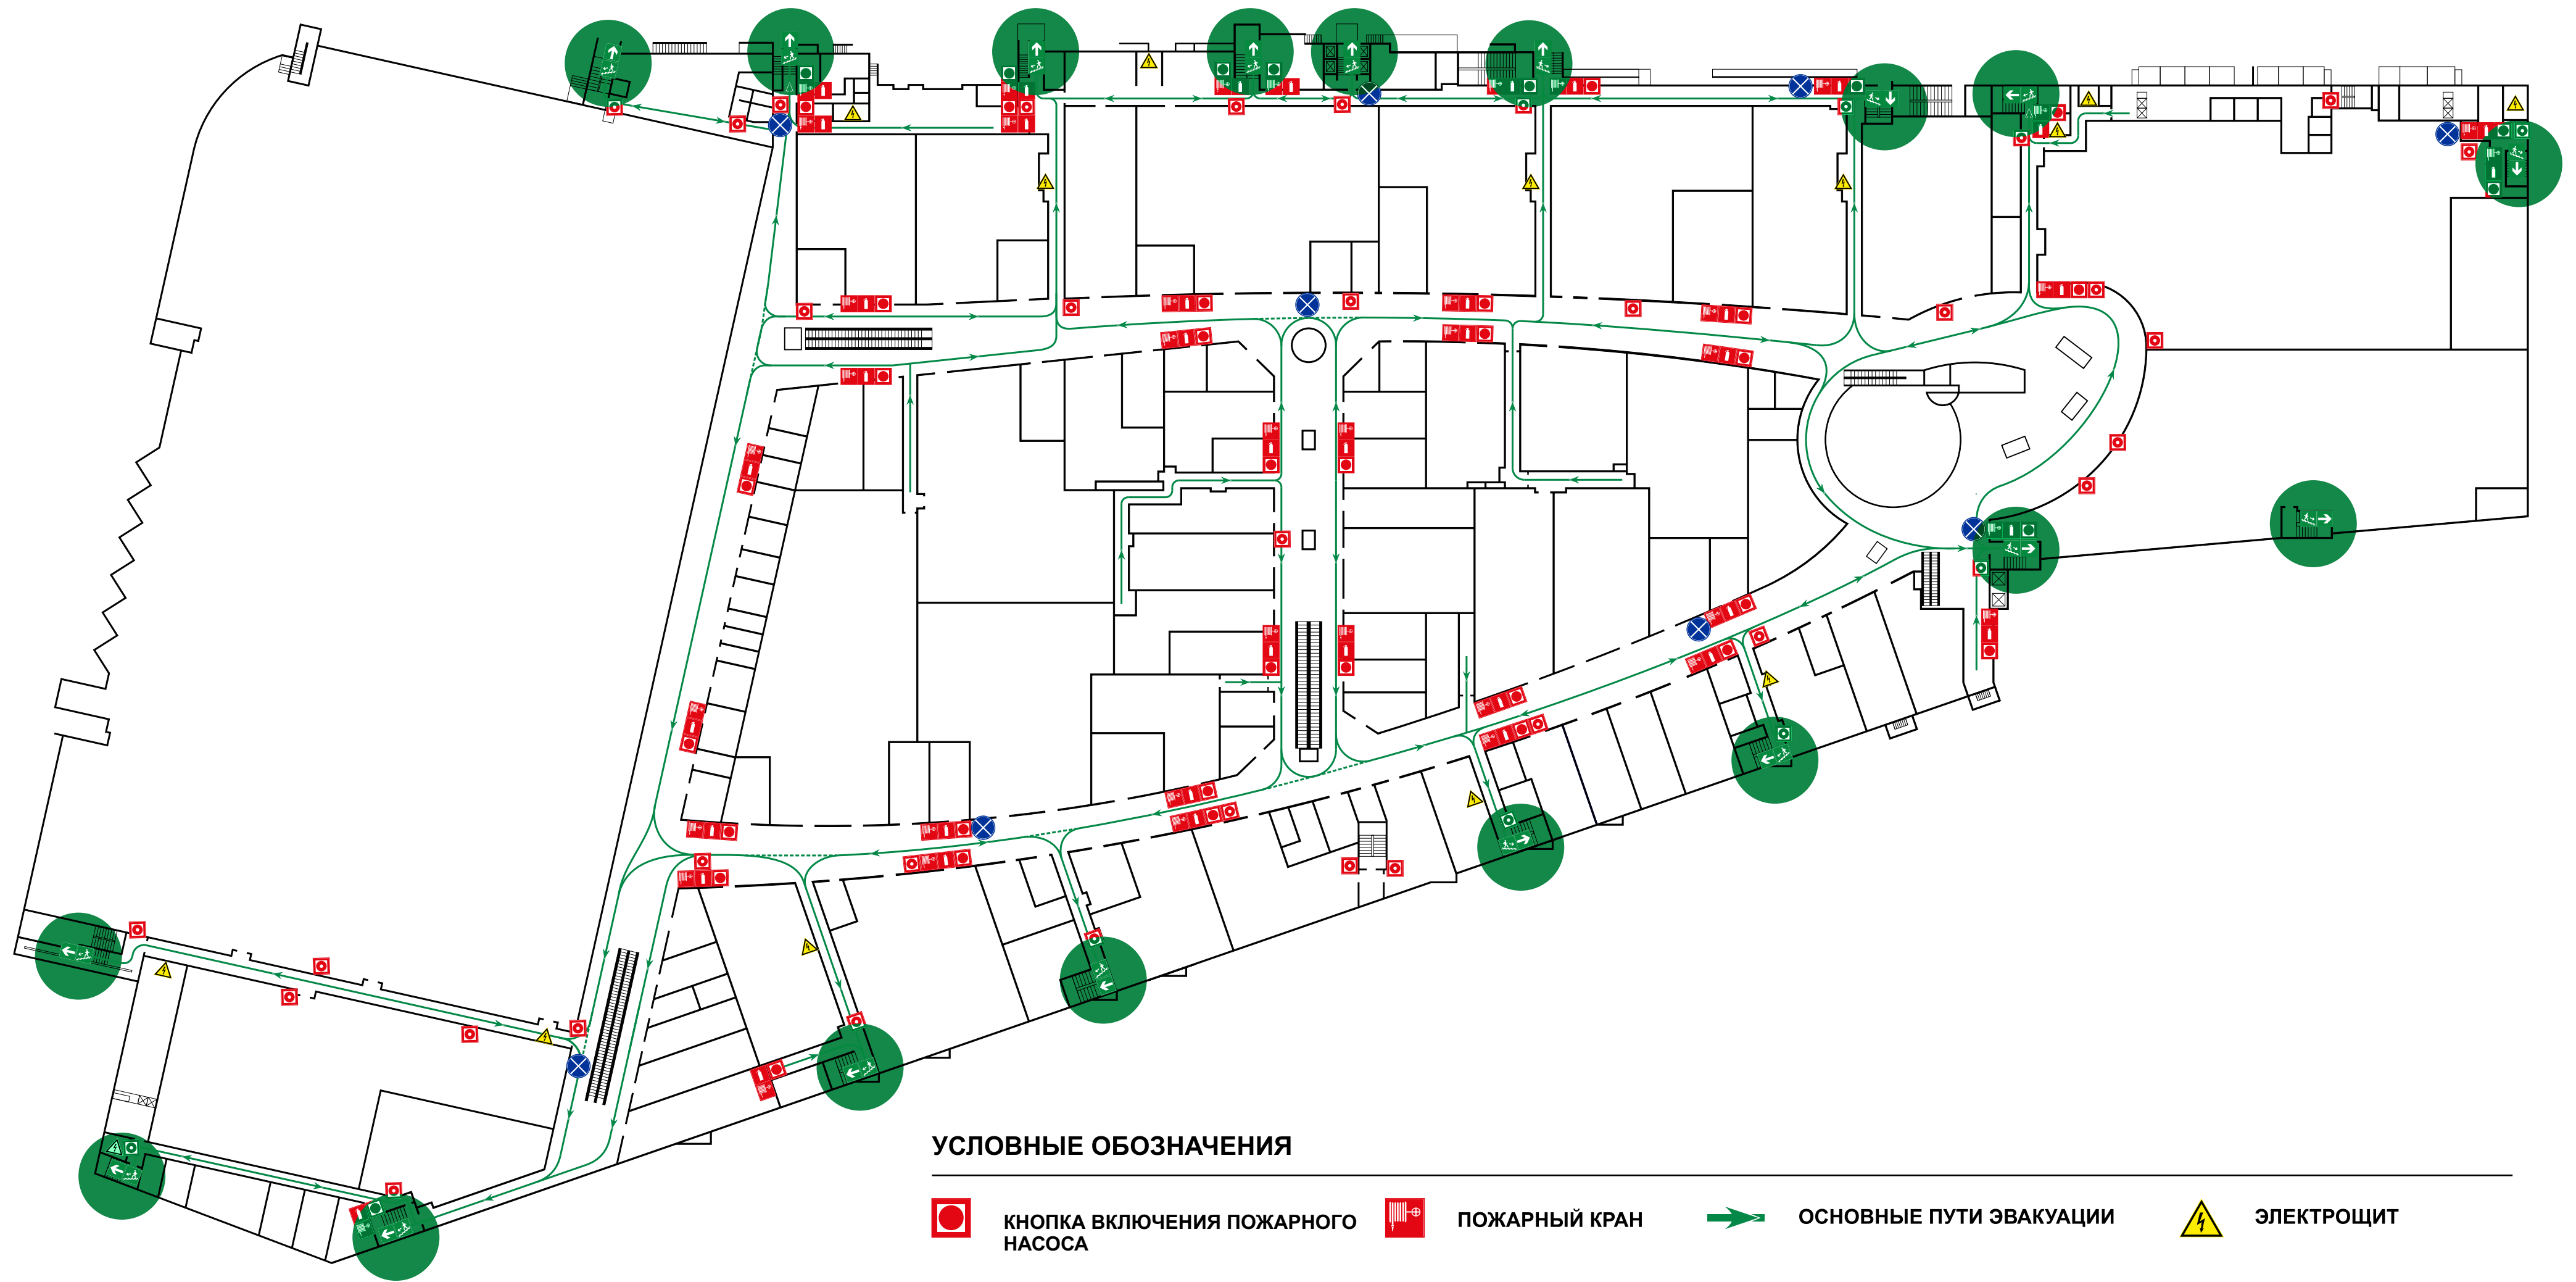 УСЛОВНЫЕ ОБОЗНАЧЕНИЯ
КНОПКА ВКЛЮЧЕНИЯ ПОЖАРНОГО
НАСОСА
ПОЖАРНЫЙ КРАН
ОСНОВНЫЕ ПУТИ ЭВАКУАЦИИ
ЭЛЕКТРОЩИТ